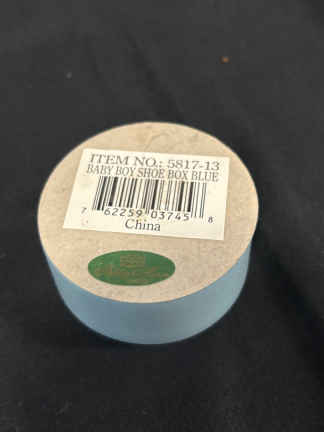 ITEM NO.: 5817-13
BABY BOY SHOE BOX BLUE
7 62259 03745 8
China